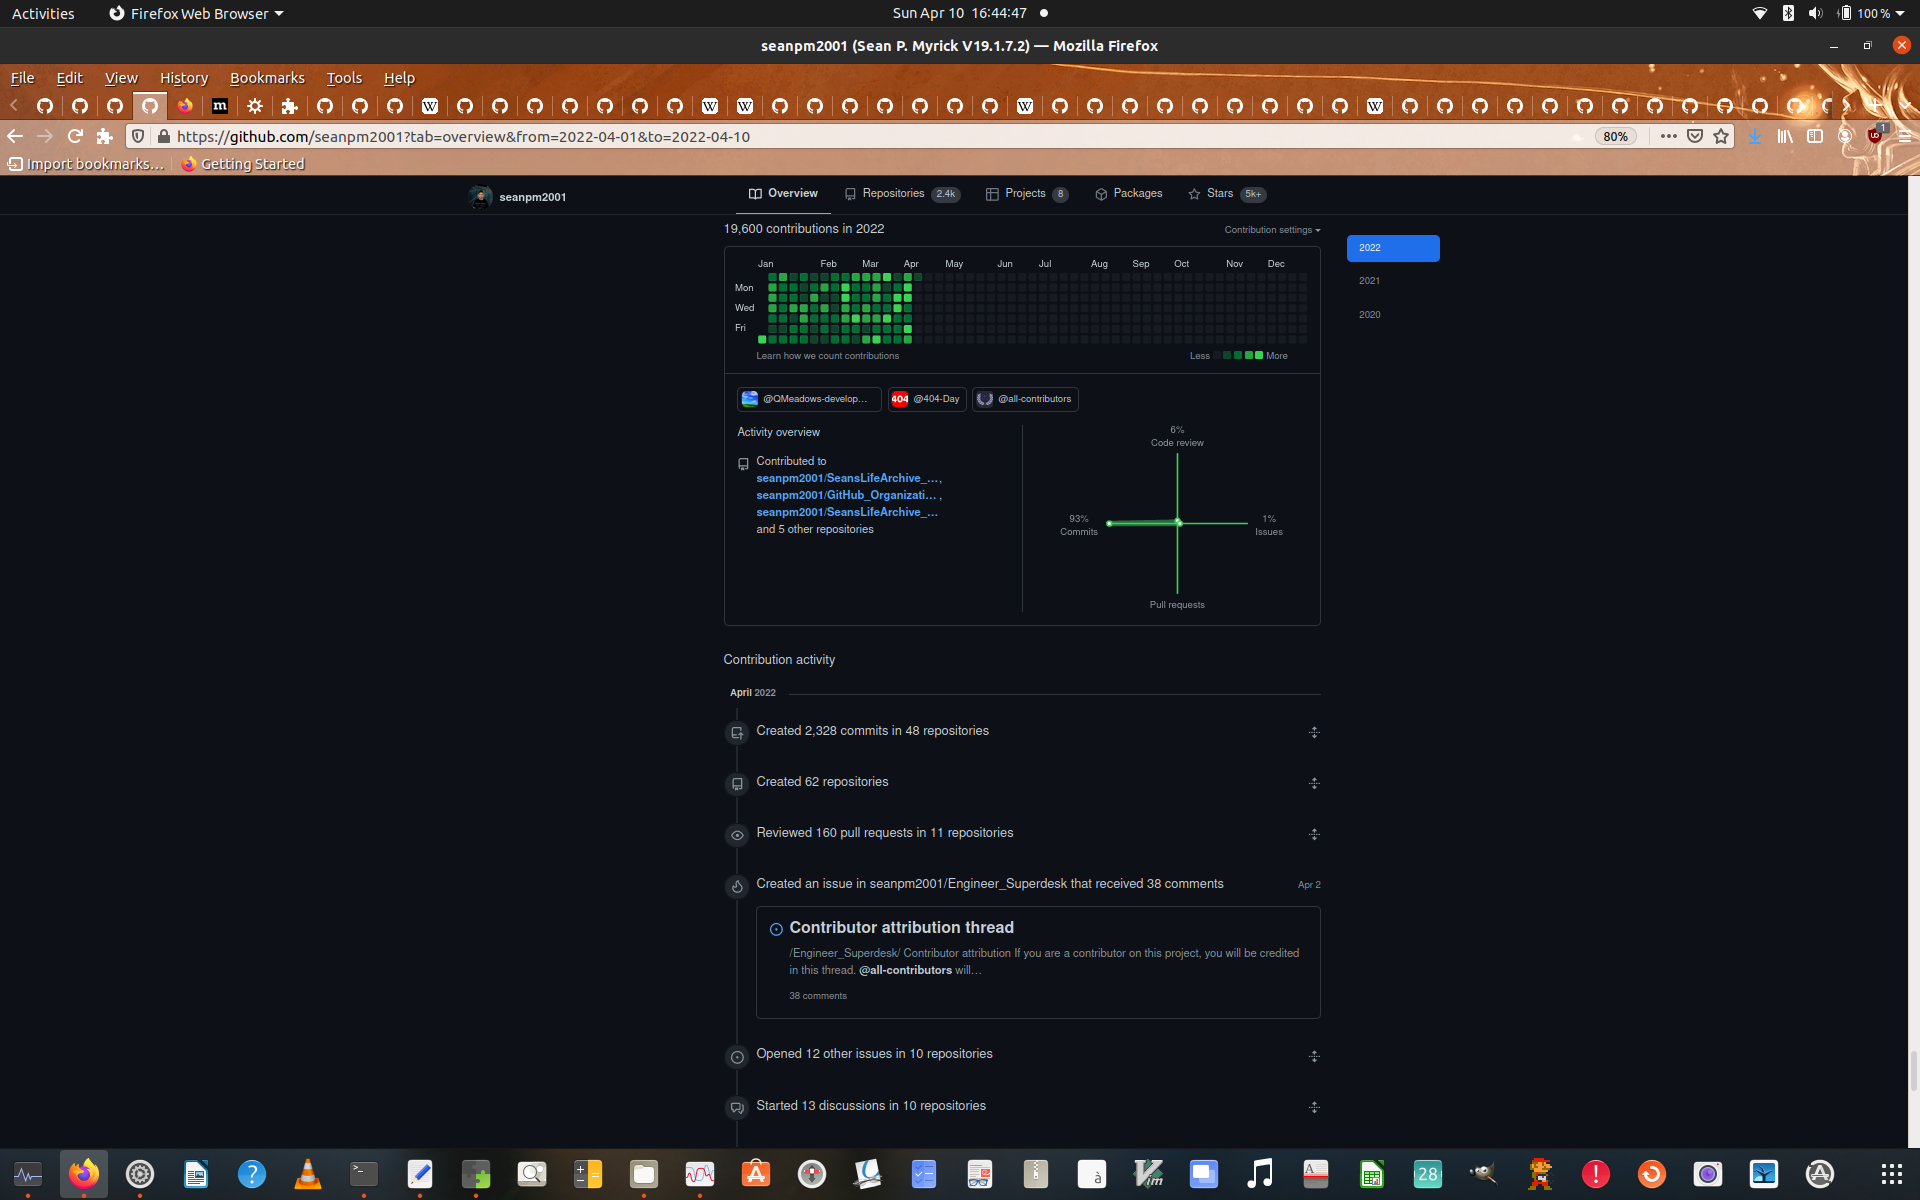 Activities
Firefox Web Browser
Sun Apr 10 16:44:47
100 %
seanpm2001 (Sean P. Myrick V19.1.7.2) — Mozilla Firefox
File Edit View History Bookmarks Tools Help
https://github.com/seanpm2001?tab=overview&from=2022-04-01&to=2022-04-10
80%
1
Import bookmarks…
Getting Started
seanpm2001
Overview
Repositories 2.4k
Projects 8
Packages
Stars 5k+
19,600 contributions in 2022
Contribution settings
2022
2021
2020
Jan Feb Mar Apr May Jun Jul Aug Sep Oct Nov Dec
Mon
Wed
Fri
Learn how we count contributions
Less More
@QMeadows-develop…
404 @404-Day
@all-contributors
Activity overview
Contributed to
seanpm2001/SeansLifeArchive_…,
seanpm2001/GitHub_Organizati… ,
seanpm2001/SeansLifeArchive_…
and 5 other repositories
6%
Code review
93%
Commits
1%
Issues
Pull requests
Contribution activity
April 2022
Created 2,328 commits in 48 repositories
Created 62 repositories
Reviewed 160 pull requests in 11 repositories
Created an issue in seanpm2001/Engineer_Superdesk that received 38 comments
Apr 2
Contributor attribution thread
/Engineer_Superdesk/ Contributor attribution If you are a contributor on this project, you will be credited
in this thread. @all-contributors will…
38 comments
Opened 12 other issues in 10 repositories
Started 13 discussions in 10 repositories
28